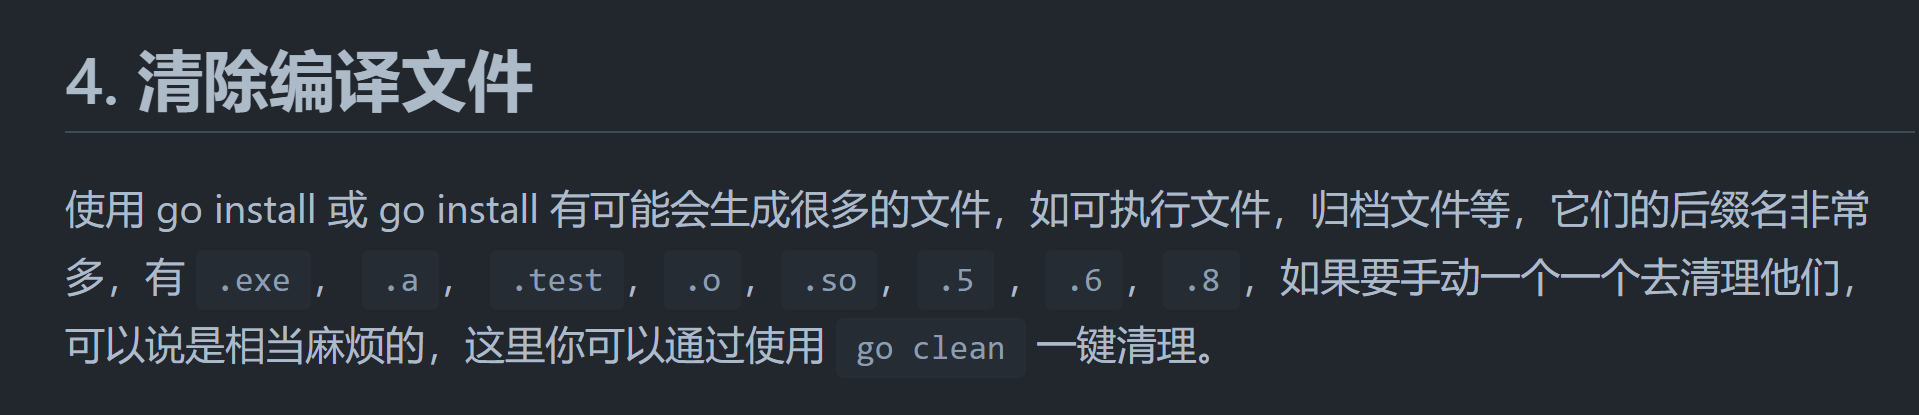 4. 清除编译文件
使用 go install 或 go install 有可能会生成很多的文件，如可执行文件，归档文件等，它们的后缀名非常
多，有 .exe， .a， .test， .o， .so， .5 ， .6， .8，如果要手动一个一个去清理他们，
可以说是相当麻烦的，这里你可以通过使用 go clean 一键清理。